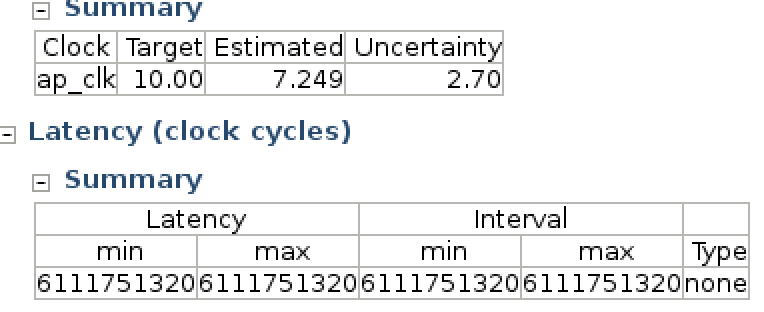 Summary
Clock Target Estimated Uncertainty
ap_clk 10.00 7.249 2.70
Latency (clock cycles)
Summary
Latency Interval
min max min max Type
6111751320 6111751320 6111751320 6111751320 none